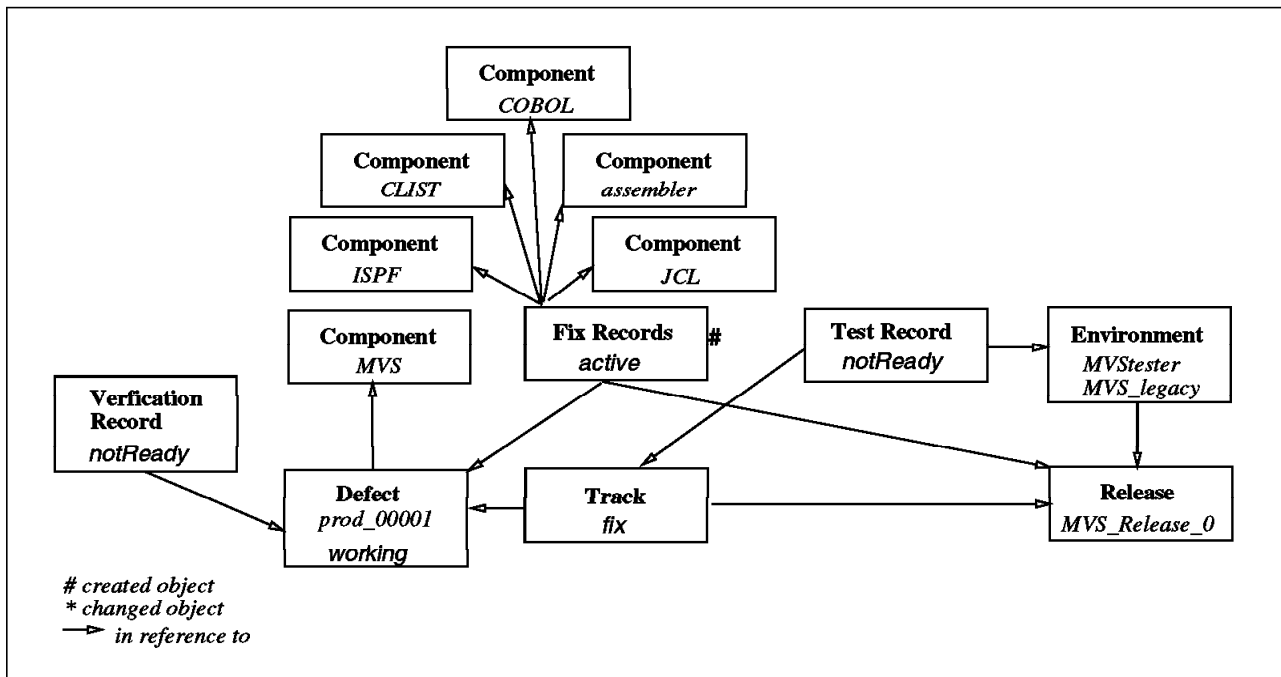 Component
COBOL
Component
CLIST
Component
assembler
Component
ISPF
Component
JCL
Component
MVS
Fix Records
active
#
Test Record
notReady
Environment
MVStester
MVS_legacy
Verfication
Record
notReady
Defect
prod_00001
working
Track
fix
Release
MVS_Release_0
# created object
* changed object
in reference to